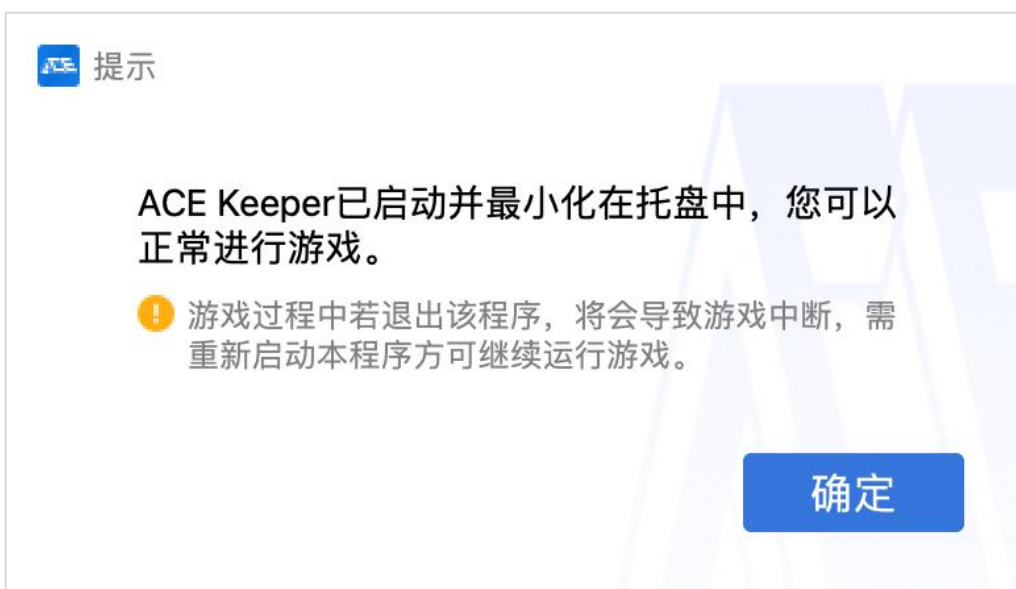 ACE 提示
ACE Keeper已启动并最小化在托盘中，您可以
正常进行游戏。
游戏过程中若退出该程序，将会导致游戏中断，需
重新启动本程序方可继续运行游戏。
确定